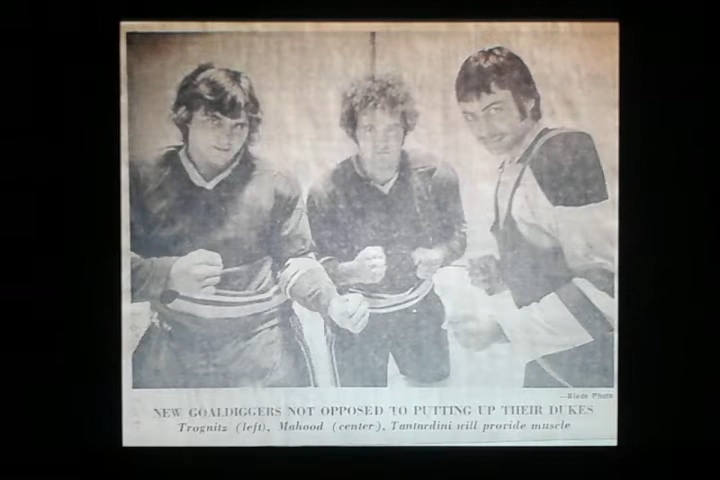 —Blade Photo
NEW GOALDIGGERS NOT OPPOSED TO PUTTING UP THEIR DUKES
Trognitz (left), Mahood (center), Tantardini will provide muscle